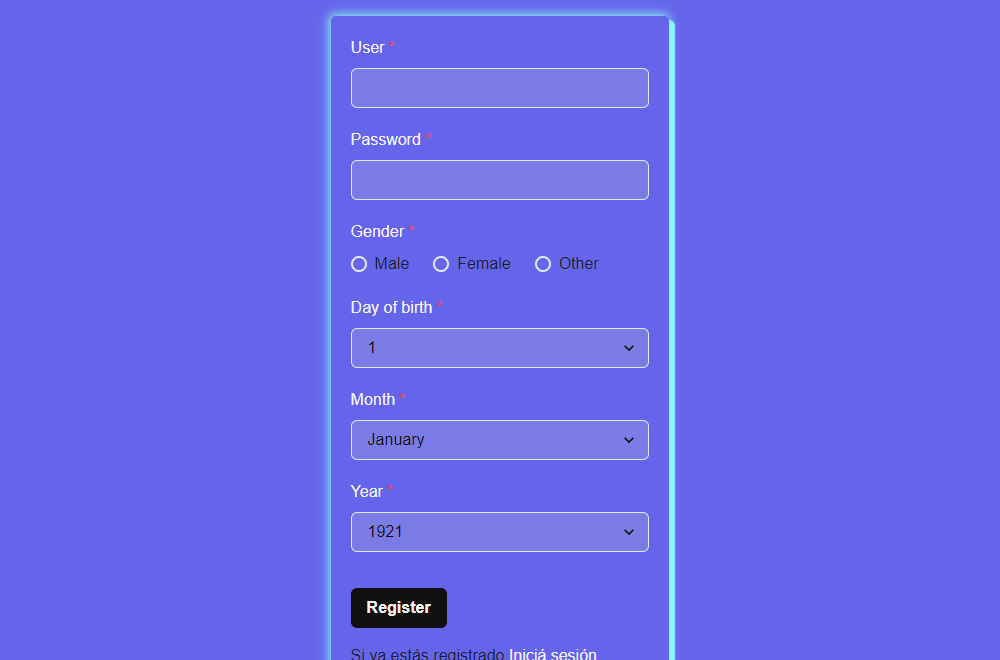 User *
Password *
Gender *
Male Female Other
Day of birth *
1
Month *
January
Year *
1921
Register
Si ya estás registrado Iniciá sesión